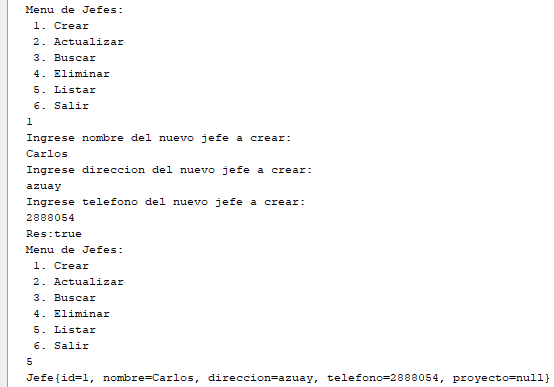 Menu de Jefes:
1. Crear
2. Actualizar
3. Buscar
4. Eliminar
5. Listar
6. Salir
1
Ingrese nombre del nuevo jefe a crear:
Carlos
Ingrese direccion del nuevo jefe a crear:
azuay
Ingrese telefono del nuevo jefe a crear:
2888054
Res:true
Menu de Jefes:
1. Crear
2. Actualizar
3. Buscar
4. Eliminar
5. Listar
6. Salir
5
Jefe{id=1, nombre=Carlos, direccion=azuay, telefono=2888054, proyecto=null}